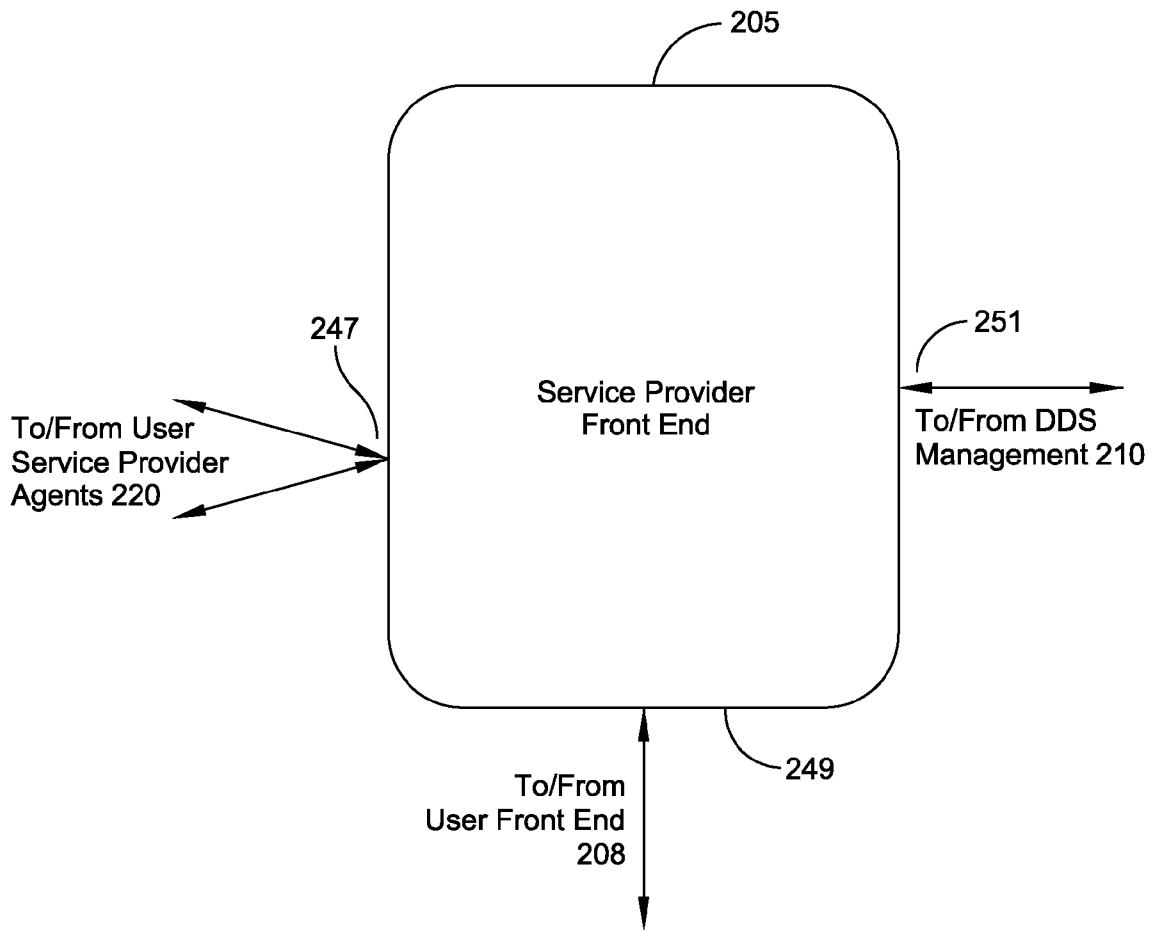 205
247
251
Service Provider
Front End
To/From User
Service Provider
Agents 220
To/From DDS
Management 210
249
To/From
User Front End
208